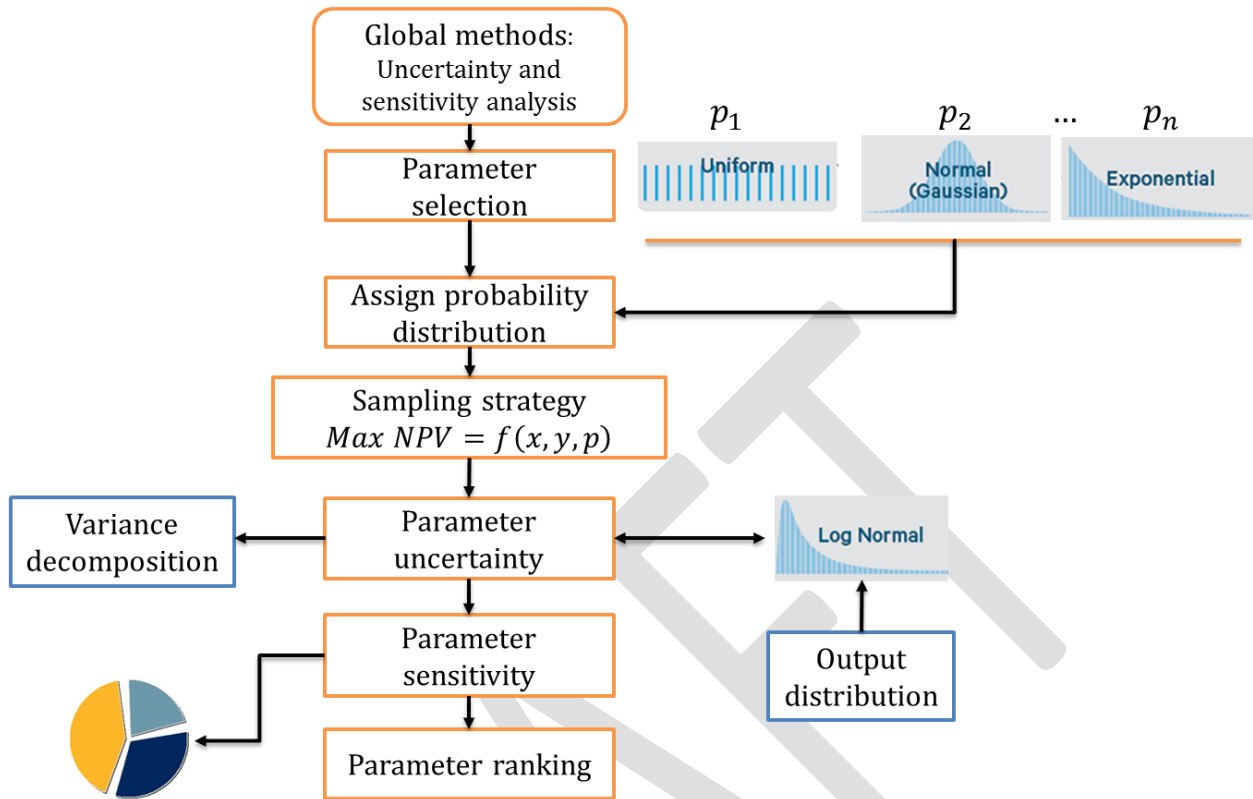 Global methods:
Uncertainty and
sensitivity analysis
p₁ p₂ ... pₙ
Uniform
Normal
(Gaussian)
Exponential
Parameter
selection
Assign probability
distribution
Sampling strategy
Max NPV = f(x, y, p)
Variance
decomposition
Parameter
uncertainty
Log Normal
Parameter
sensitivity
Output
distribution
Parameter ranking